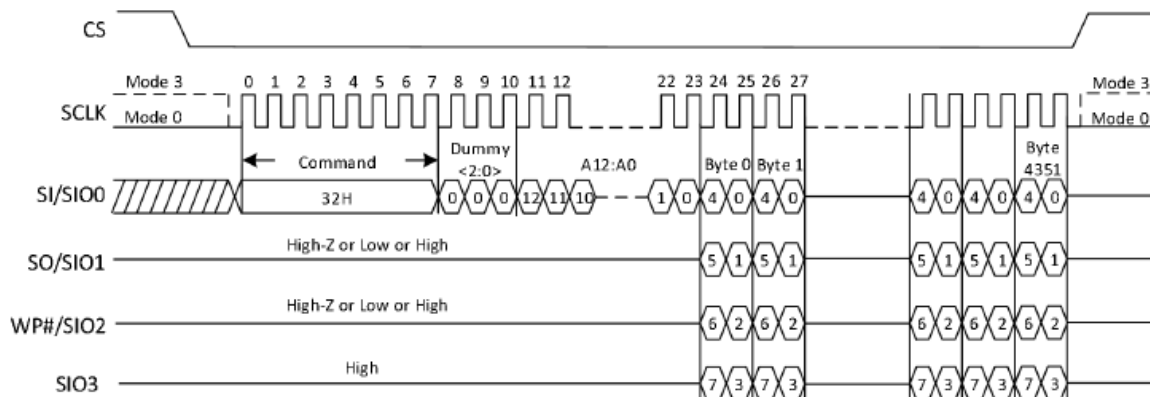 CS
Mode 3 0 1 2 3 4 5 6 7 8 9 10 11 12 22 23 24 25 26 27 Mode 3
SCLK
Mode 0 Mode 0
Command Dummy <2:0> A12:A0 Byte 0 Byte 1 Byte 4351
SI/SIO0 32H 0 0 0 12 11 10 1 0 4 0 4 0 4 0 4 0 4 0
High-Z or Low or High
SO/SIO1 5 1 5 1 5 1 5 1 5 1
High-Z or Low or High
WP#/SIO2 6 2 6 2 6 2 6 2 6 2
High
SIO3 7 3 7 3 7 3 7 3 7 3